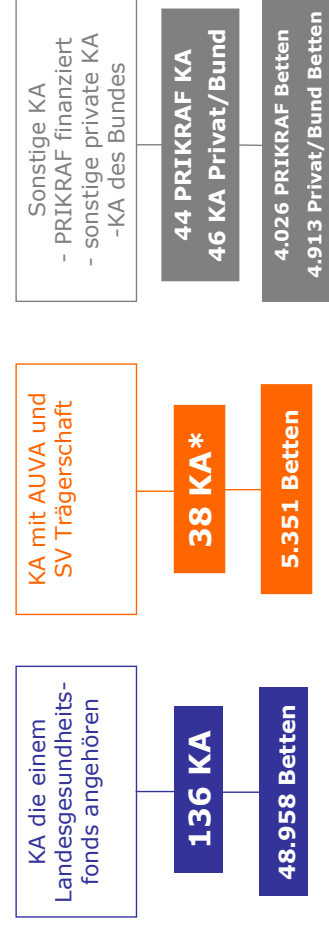 KA die einem
Landesgesundheits-
fonds angehören
136 KA
48.958 Betten
KA mit AUVA und
SV Trägerschaft
38 KA*
5.351 Betten
Sonstige KA
- PRIKRAF finanziert
- sonstige private KA
-KA des Bundes
44 PRIKRAF KA
46 KA Privat/Bund
4.026 PRIKRAF Betten
4.913 Privat/Bund Betten